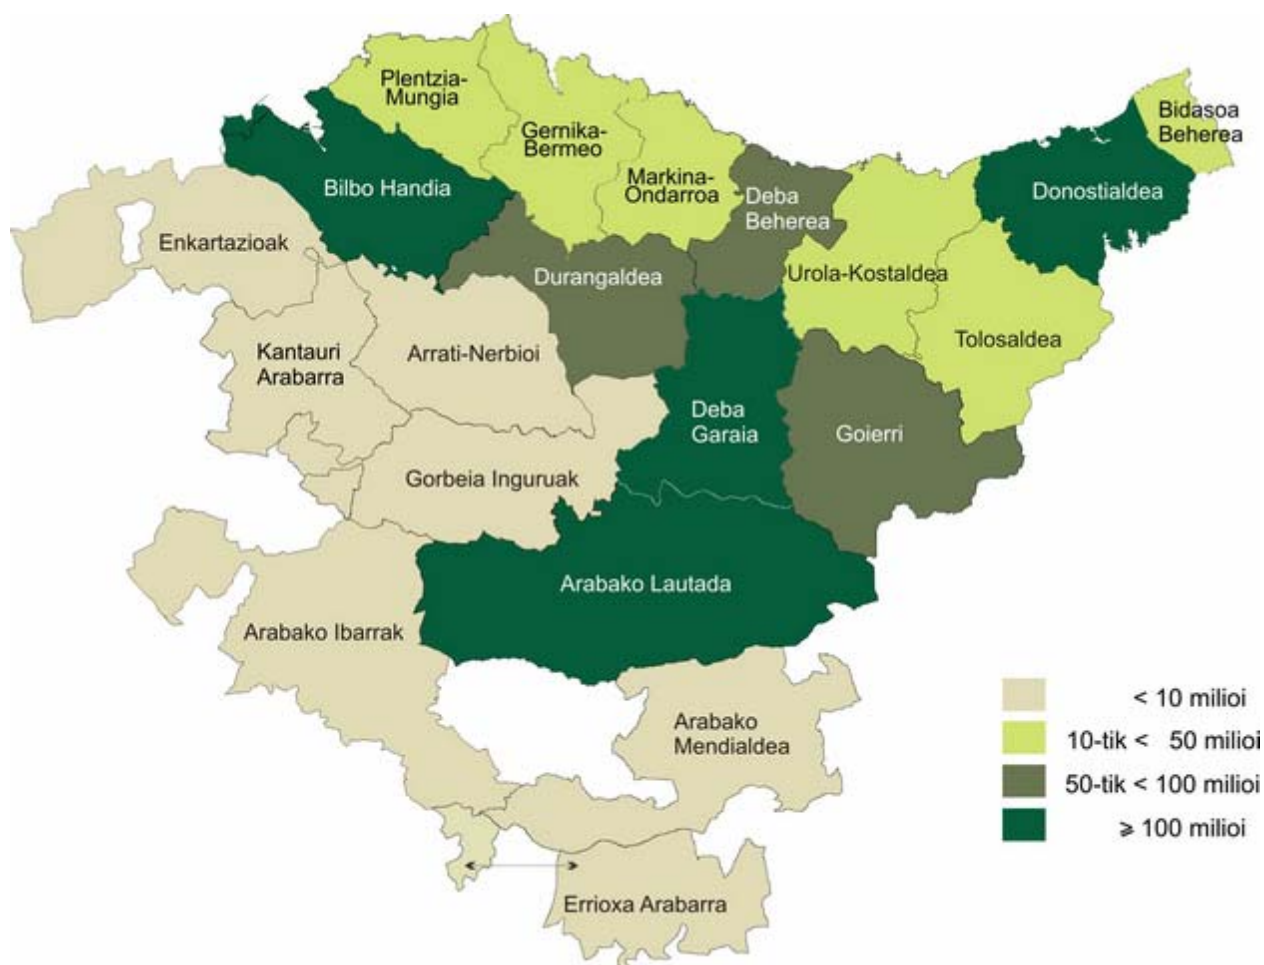 Plentzia-
Mungia
Gernika-
Bermeo
Bidasoa
Beherea
Bilbo Handia
Markina-
Ondarroa
Deba
Beherea
Donostialdea
Enkartazioak
Durangaldea
Urola-Kostaldea
Kantauri
Arabarra
Arrati-Nerbioi
Tolosaldea
Deba
Garaia
Goierri
Gorbeia Inguruak
Arabako Lautada
Arabako Ibarrak
Arabako
Mendialdea
Errioxa Arabarra
< 10 milioi
10-tik < 50 milioi
50-tik < 100 milioi
⩾ 100 milioi